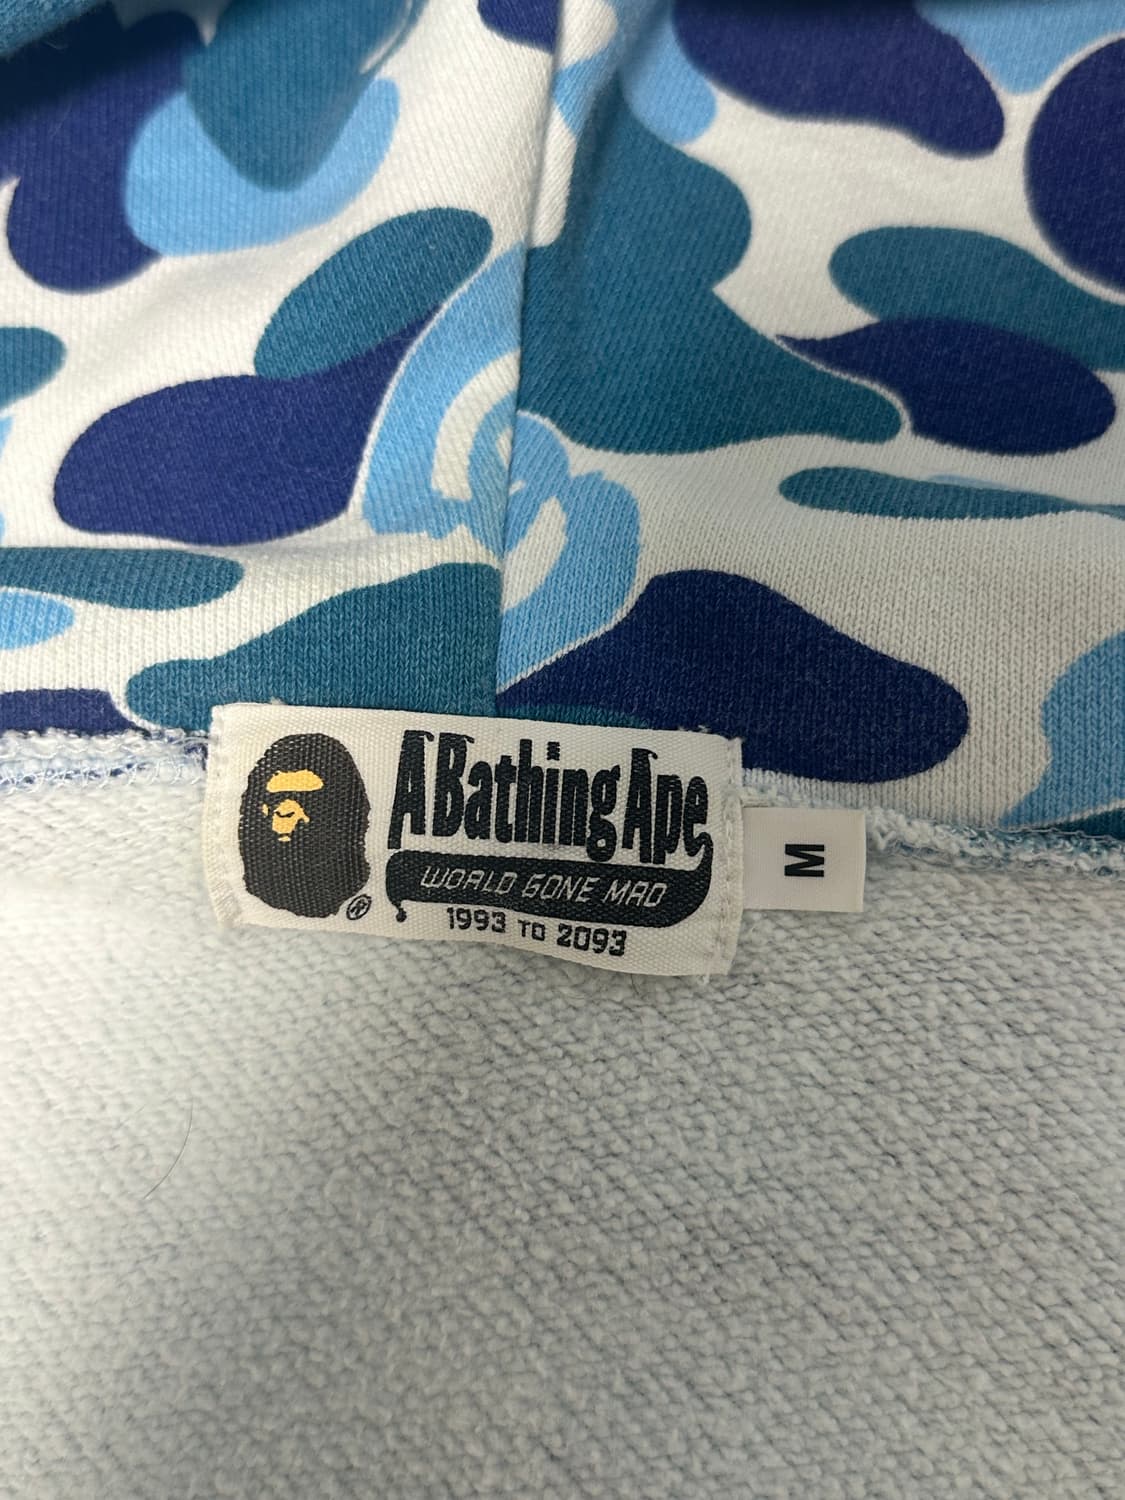 A Bathing Ape
WORLD GONE MAD
1993 TO 2093
®
M